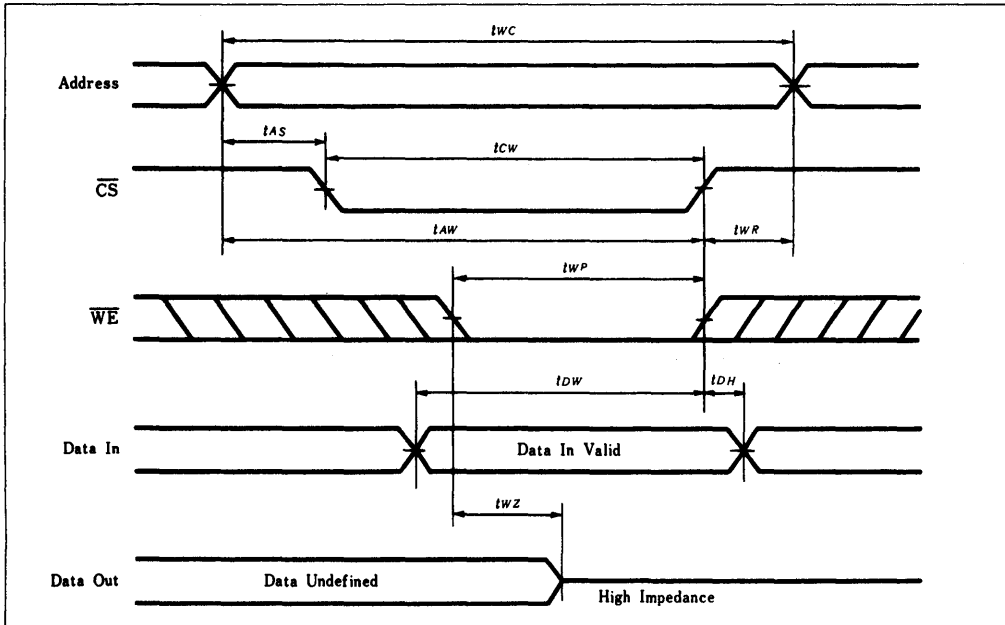 tWC
Address
tAS
tCW
CS
tAW
tWR
tWP
WE
tDW
tDH
Data In
Data In Valid
tWZ
Data Out
Data Undefined
High Impedance